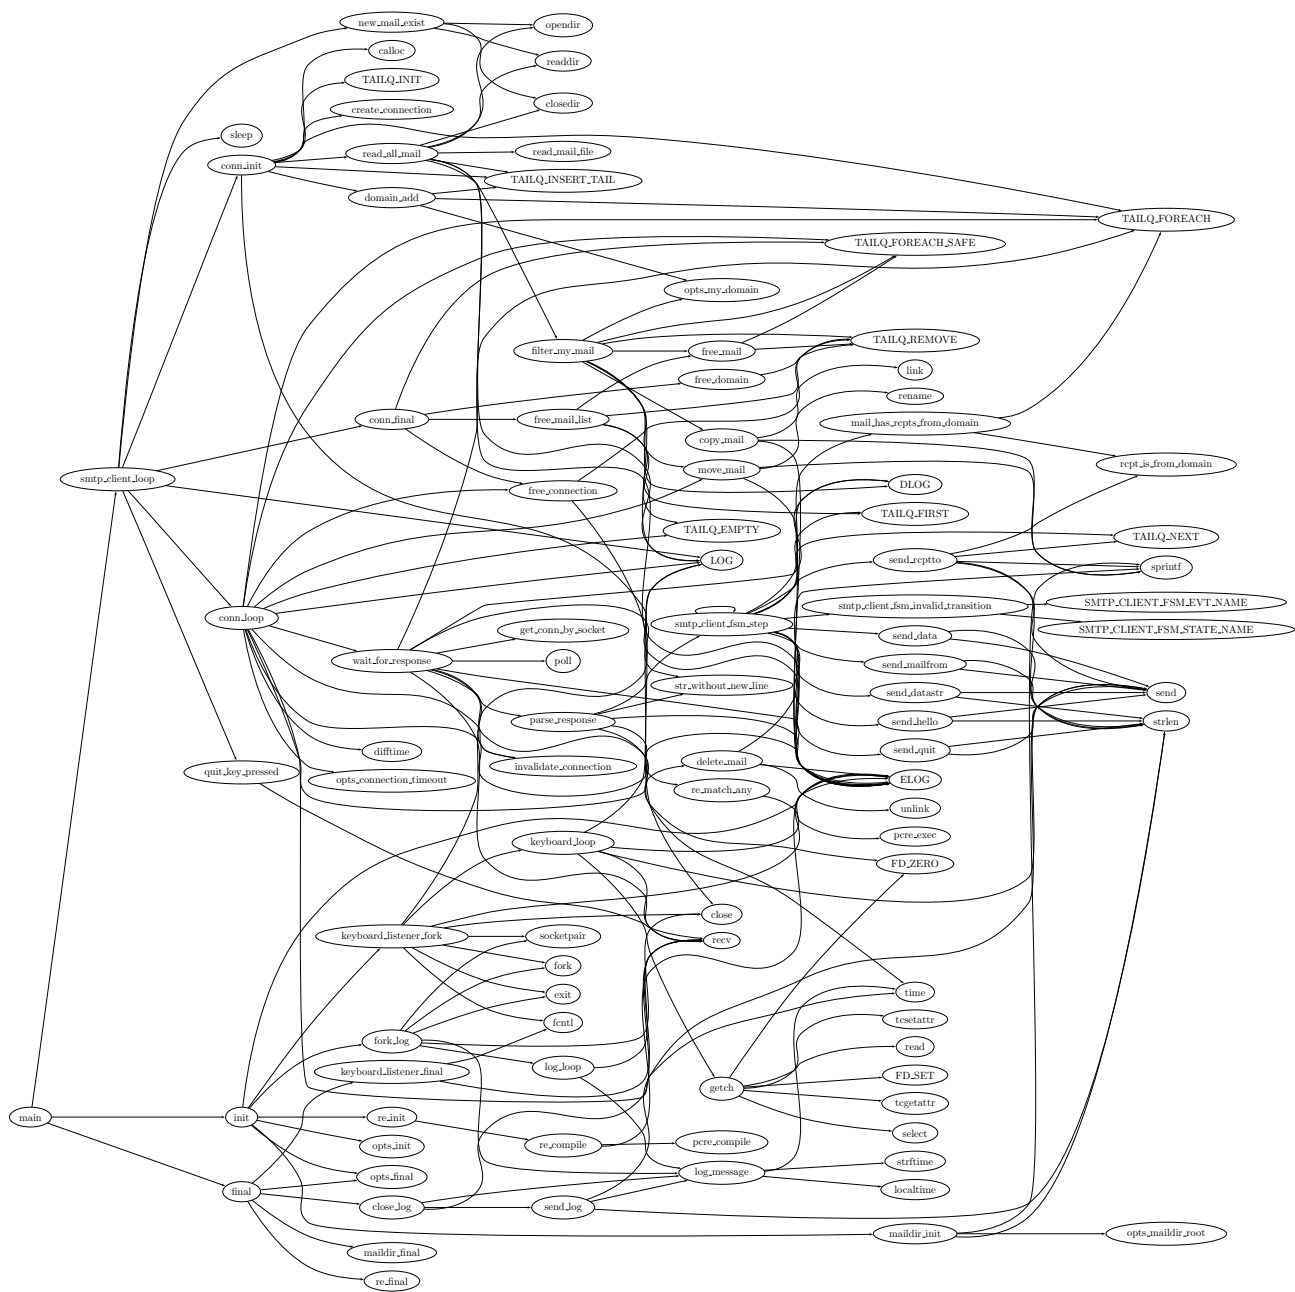 new_mail_exist
opendir
calloc
readdir
TAILQ_INIT
closedir
create_connection
sleep
read_all_mail
read_mail_file
conn_init
TAILQ_INSERT_TAIL
domain_add
TAILQ_FOREACH
TAILQ_FOREACH_SAFE
opts_my_domain
filter_my_mail
free_mail
TAILQ_REMOVE
link
free_domain
rename
conn_final
free_mail_list
mail_has_rcpts_from_domain
copy_mail
rcpt_is_from_domain
move_mail
smtp_client_loop
free_connection
DLOG
TAILQ_FIRST
TAILQ_EMPTY
TAILQ_NEXT
LOG
send_rcptto
sprintf
smtp_client_fsm_invalid_transition
SMTP_CLIENT_FSM_EVT_NAME
conn_loop
smtp_client_fsm_step
get_conn_by_socket
send_data
SMTP_CLIENT_FSM_STATE_NAME
wait_for_response
poll
send_mailfrom
str_without_new_line
send_datastr
send
parse_response
send_hello
strlen
difftime
send_quit
quit_key_pressed
opts_connection_timeout
invalidate_connection
delete_mail
ELOG
re_match_any
unlink
keyboard_loop
pcre_exec
FD_ZERO
close
keyboard_listener_fork
socketpair
recv
fork
exit
time
fcntl
tcsetattr
fork_log
read
keyboard_listener_final
log_loop
FD_SET
getch
tcgetattr
main
init
re_init
select
opts_init
re_compile
pcre_compile
strftime
opts_final
log_message
final
localtime
close_log
send_log
maildir_init
opts_maildir_root
maildir_final
re_final